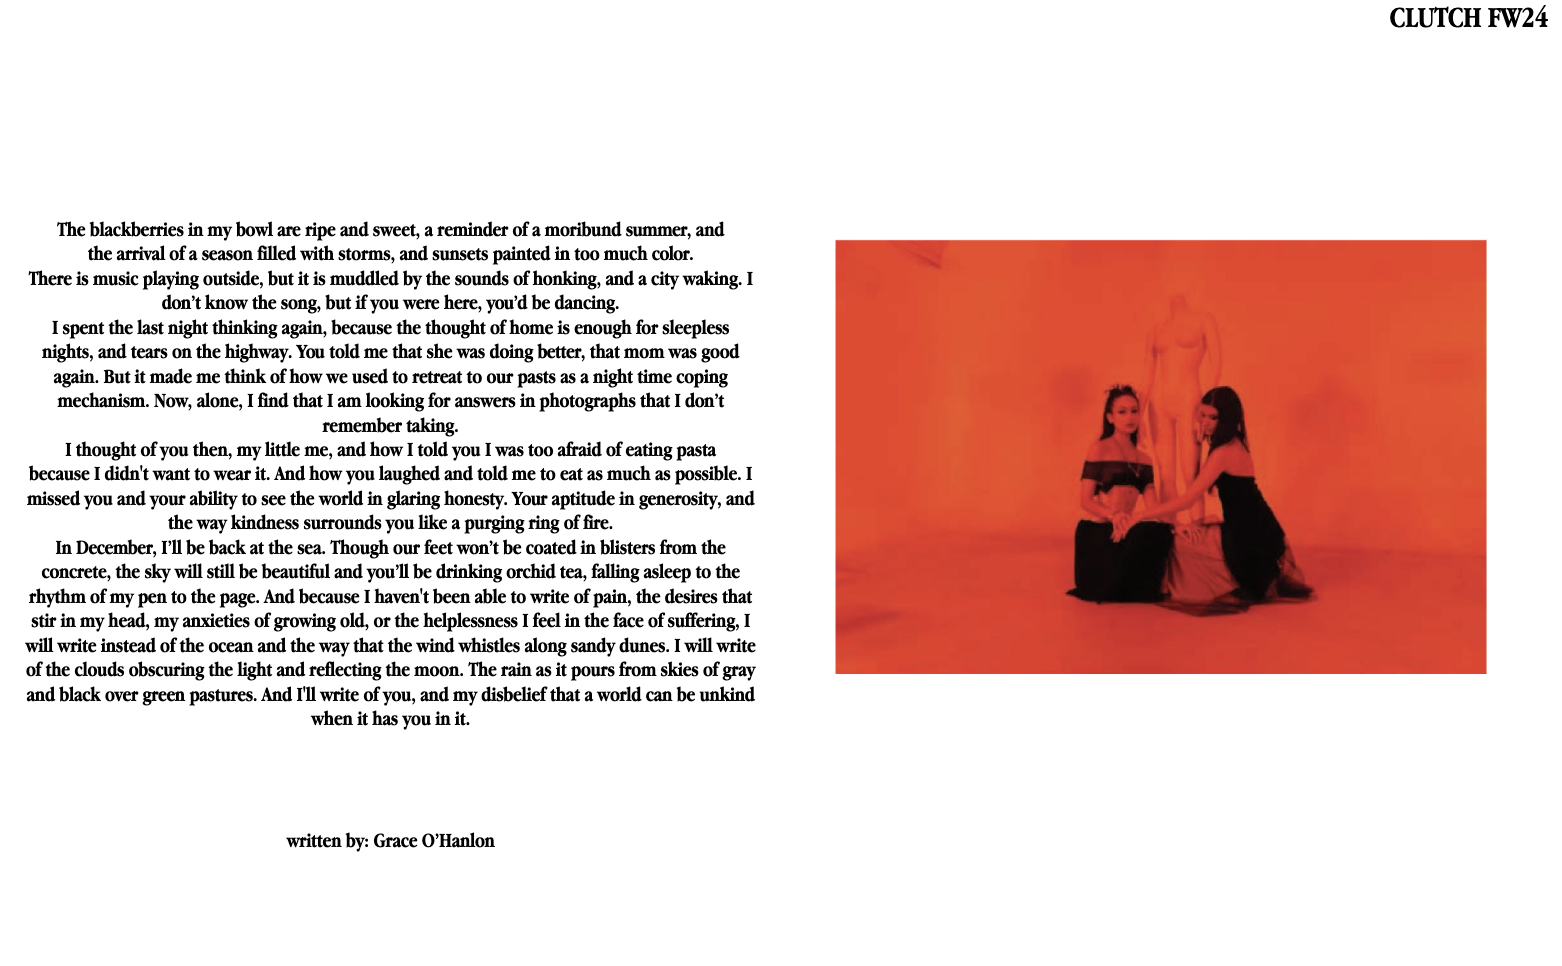 CLUTCH FW24
The blackberries in my bowl are ripe and sweet, a reminder of a moribund summer, and
the arrival of a season filled with storms, and sunsets painted in too much color.
There is music playing outside, but it is muddled by the sounds of honking, and a city waking. I
don’t know the song, but if you were here, you’d be dancing.
I spent the last night thinking again, because the thought of home is enough for sleepless
nights, and tears on the highway. You told me that she was doing better, that mom was good
again. But it made me think of how we used to retreat to our pasts as a night time coping
mechanism. Now, alone, I find that I am looking for answers in photographs that I don’t
remember taking.
I thought of you then, my little me, and how I told you I was too afraid of eating pasta
because I didn't want to wear it. And how you laughed and told me to eat as much as possible. I
missed you and your ability to see the world in glaring honesty. Your aptitude in generosity, and
the way kindness surrounds you like a purging ring of fire.
In December, I’ll be back at the sea. Though our feet won’t be coated in blisters from the
concrete, the sky will still be beautiful and you’ll be drinking orchid tea, falling asleep to the
rhythm of my pen to the page. And because I haven't been able to write of pain, the desires that
stir in my head, my anxieties of growing old, or the helplessness I feel in the face of suffering, I
will write instead of the ocean and the way that the wind whistles along sandy dunes. I will write
of the clouds obscuring the light and reflecting the moon. The rain as it pours from skies of gray
and black over green pastures. And I'll write of you, and my disbelief that a world can be unkind
when it has you in it.
written by: Grace O’Hanlon